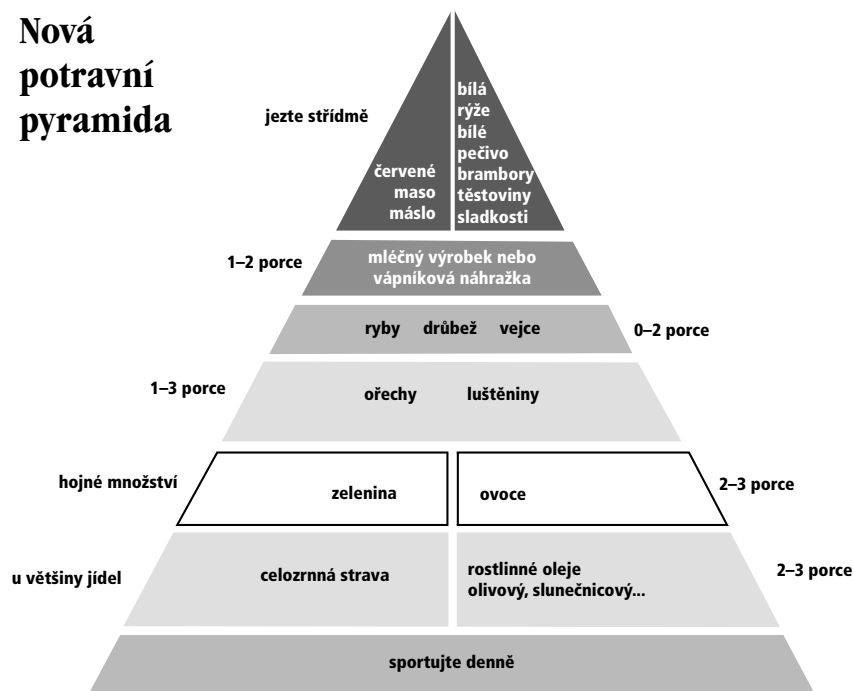 Nová
potravní
pyramida
jezte střídmě
červené
maso
máslo
bílá
rýže
bílé
pečivo
brambory
těstoviny
sladkosti
1–2 porce
mléčný výrobek nebo
vápníková náhražka
ryby drůbež vejce
0–2 porce
1–3 porce
ořechy luštěniny
hojné množství
zelenina
ovoce
2–3 porce
u většiny jídel
celozrnná strava
rostlinné oleje
olivový, slunečnicový...
2–3 porce
sportujte denně